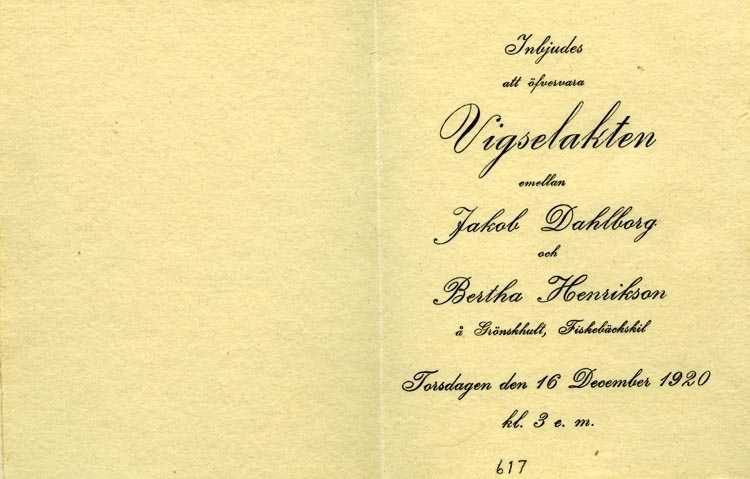 Inbjudes
att öfvervara
Vigselakten
emellan
Jakob Dahlborg
och
Bertha Henrikson
å Grönskhult, Fiskebäckskil
Torsdagen den 16 December 1920
kl. 3 e. m.
617